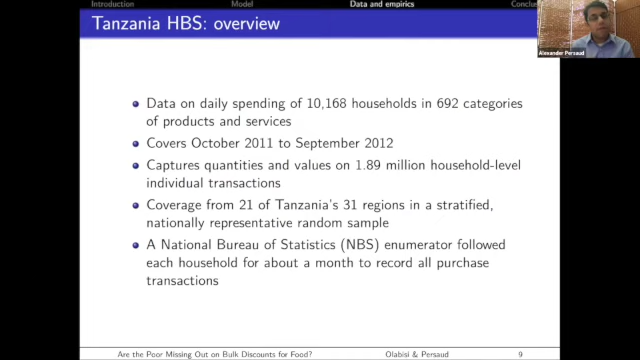 Introduction Model Data and empirics Conclu
Tanzania HBS: overview
Alexander Persaud
Data on daily spending of 10,168 households in 692 categories
of products and services
Covers October 2011 to September 2012
Captures quantities and values on 1.89 million household-level
individual transactions
Coverage from 21 of Tanzania's 31 regions in a stratified,
nationally representative random sample
A National Bureau of Statistics (NBS) enumerator followed
each household for about a month to record all purchase
transactions
Are the Poor Missing Out on Bulk Discounts for Food? Olabisi & Persaud 9